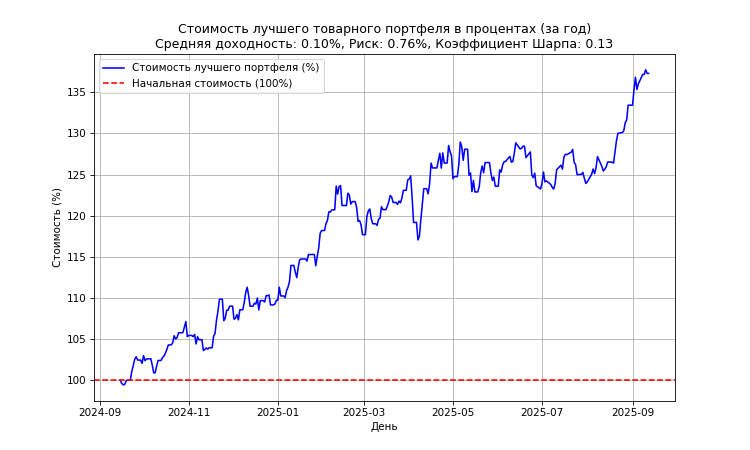 Стоимость лучшего товарного портфеля в процентах (за год)
Средняя доходность: 0.10%, Риск: 0.76%, Коэффициент Шарпа: 0.13
Стоимость лучшего портфеля (%)
Начальная стоимость (100%)
Стоимость (%)
135
130
125
120
115
110
105
100
2024-09
2024-11
2025-01
2025-03
2025-05
2025-07
2025-09
День